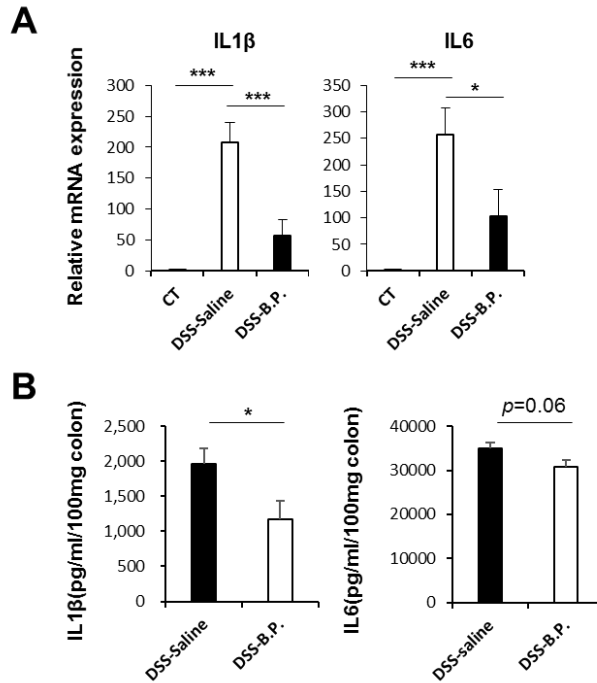 A
IL1β
IL6
Relative mRNA expression
300
250
200
150
100
50
0
***
***
CT
DSS-Saline
DSS-B.P.
350
300
250
200
150
100
50
0
***
*
CT
DSS-Saline
DSS-B.P.
B
IL1β(pg/ml/100mg colon)
2,500
2,000
1,500
1,000
500
0
*
DSS-Saline
DSS-B.P.
IL6(pg/ml/100mg colon)
40000
30000
20000
10000
0
p=0.06
DSS-saline
DSS-B.P.